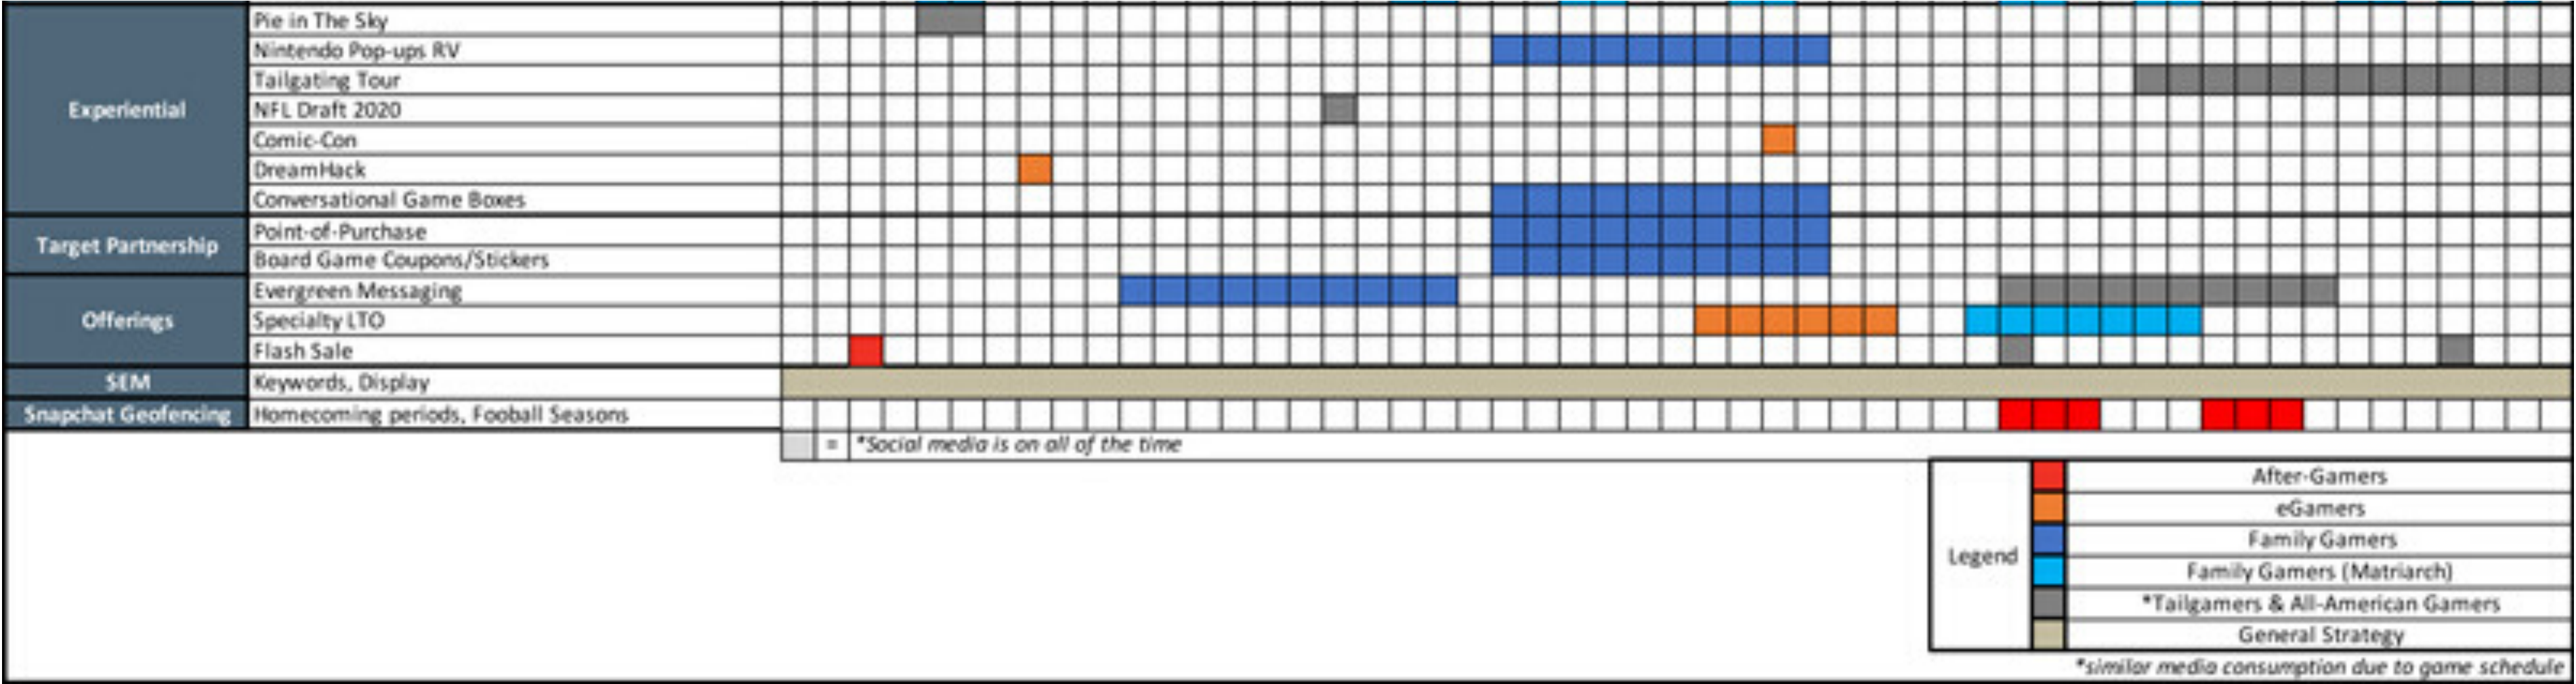 Experiential
Pie in The Sky
Nintendo Pop-ups RV
Tailgating Tour
NFL Draft 2020
Comic-Con
DreamHack
Conversational Game Boxes
Target Partnership
Point-of-Purchase
Board Game Coupons/Stickers
Offerings
Evergreen Messaging
Specialty LTO
Flash Sale
SEM
Keywords, Display
Snapchat Geofencing
Homecoming periods, Fooball Seasons
= *Social media is on all of the time
Legend
After-Gamers
eGamers
Family Gamers
Family Gamers (Matriarch)
*Tailgamers & All-American Gamers
General Strategy
*similar media consumption due to game schedule